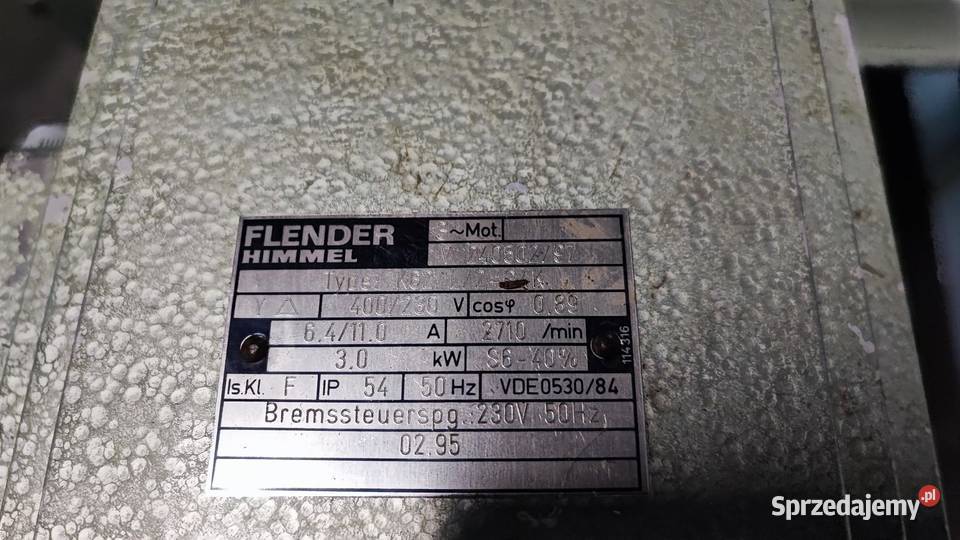 FLENDER
HIMMEL
~Mot.
Type:
Y △ 400/230 V cosφ 0,89
6.4/11.0 A 2710 /min
3.0 kW S6-40%
Is.Kl. F IP 54 50 Hz VDE0530/84
Bremssteuerspg.:230V 50Hz
02.95
114316
Sprzedajemy.pl